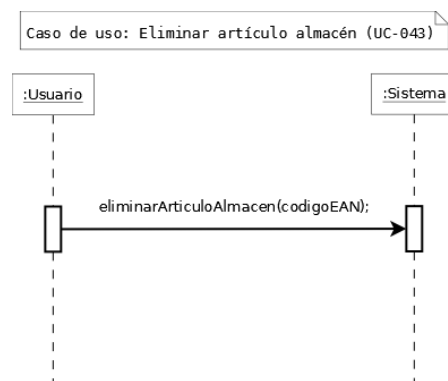 Caso de uso: Eliminar artículo almacén (UC-043)
:Usuario
:Sistema
eliminarArticuloAlmacen(codigoEAN);